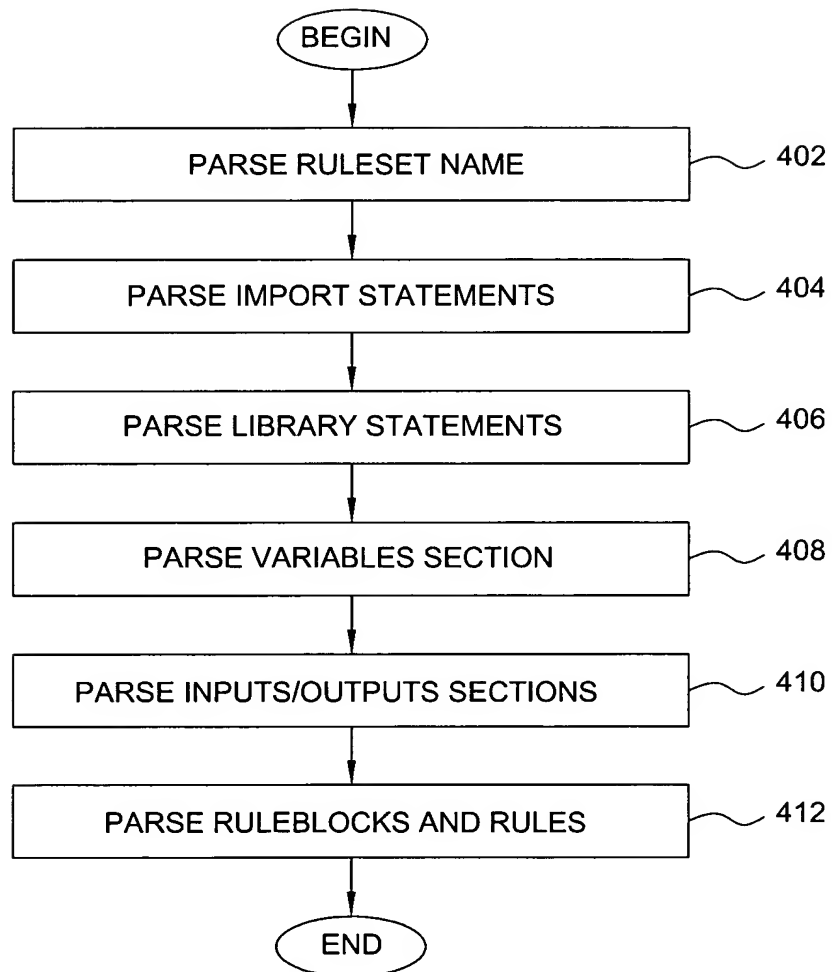 BEGIN
PARSE RULESET NAME 402
PARSE IMPORT STATEMENTS 404
PARSE LIBRARY STATEMENTS 406
PARSE VARIABLES SECTION 408
PARSE INPUTS/OUTPUTS SECTIONS 410
PARSE RULEBLOCKS AND RULES 412
END